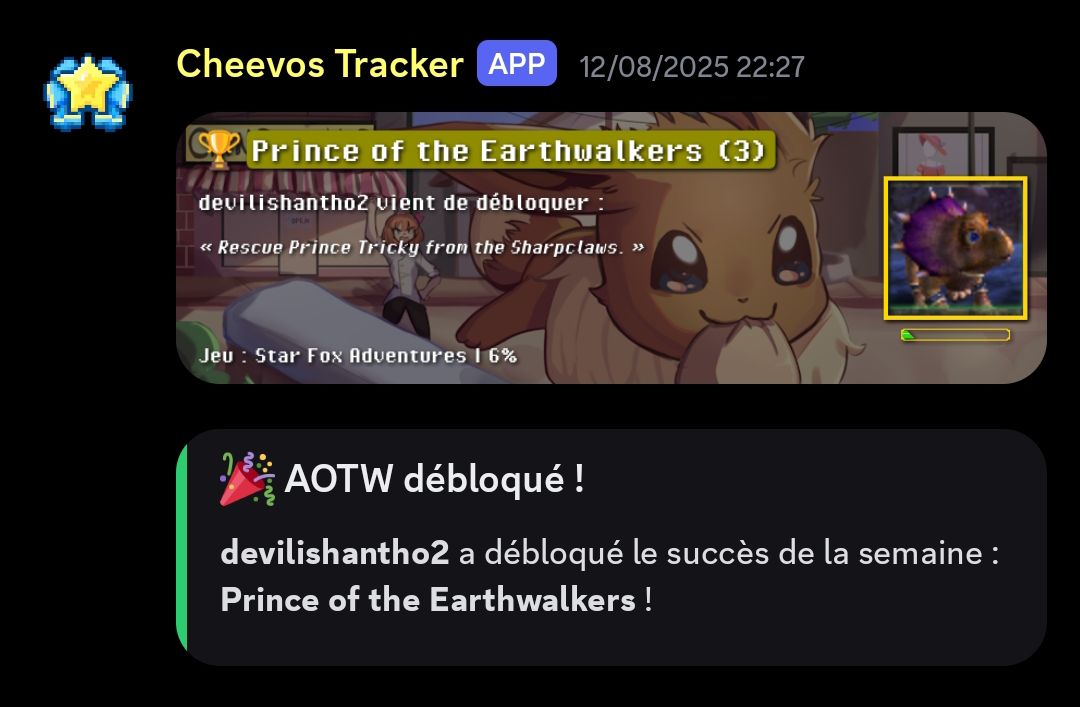 Cheevos Tracker APP 12/08/2025 22:27
Prince of the Earthwalkers (3)
devilishantho2 vient de débloquer :
« Rescue Prince Tricky from the Sharpclaws. »
OPEN
Jeu : Star Fox Adventures | 6%
AOTW débloqué !
devilishantho2 a débloqué le succès de la semaine :
Prince of the Earthwalkers !